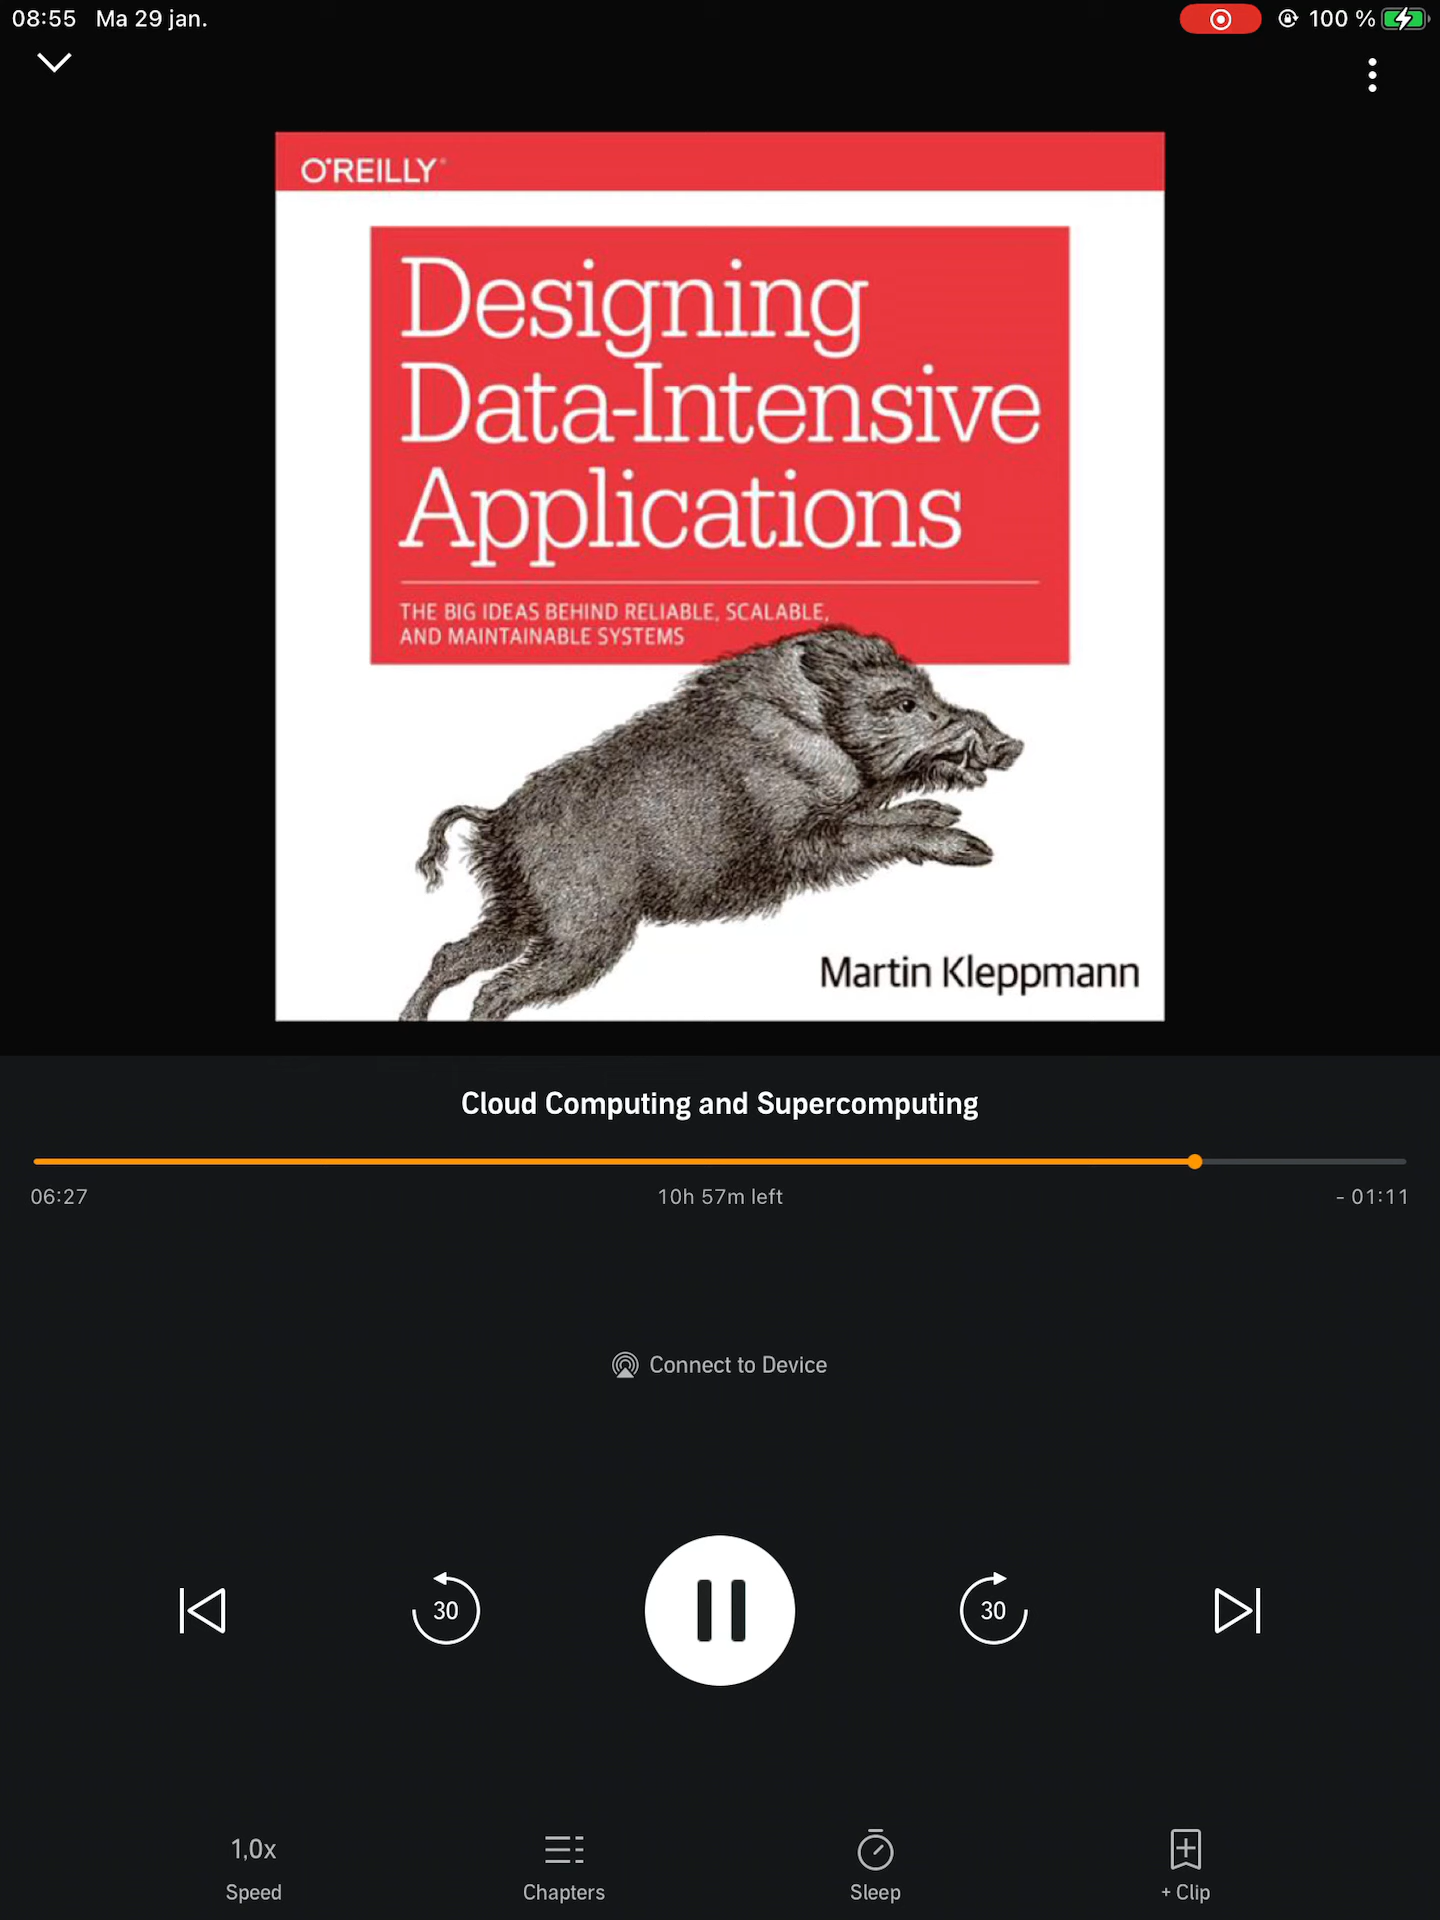 08:55 Ma 29 jan.
100 %
O'REILLY®
Designing
Data-Intensive
Applications
THE BIG IDEAS BEHIND RELIABLE, SCALABLE,
AND MAINTAINABLE SYSTEMS
Martin Kleppmann
Cloud Computing and Supercomputing
06:27 10h 57m left - 01:11
Connect to Device
30 30
1,0x
Speed Chapters Sleep + Clip